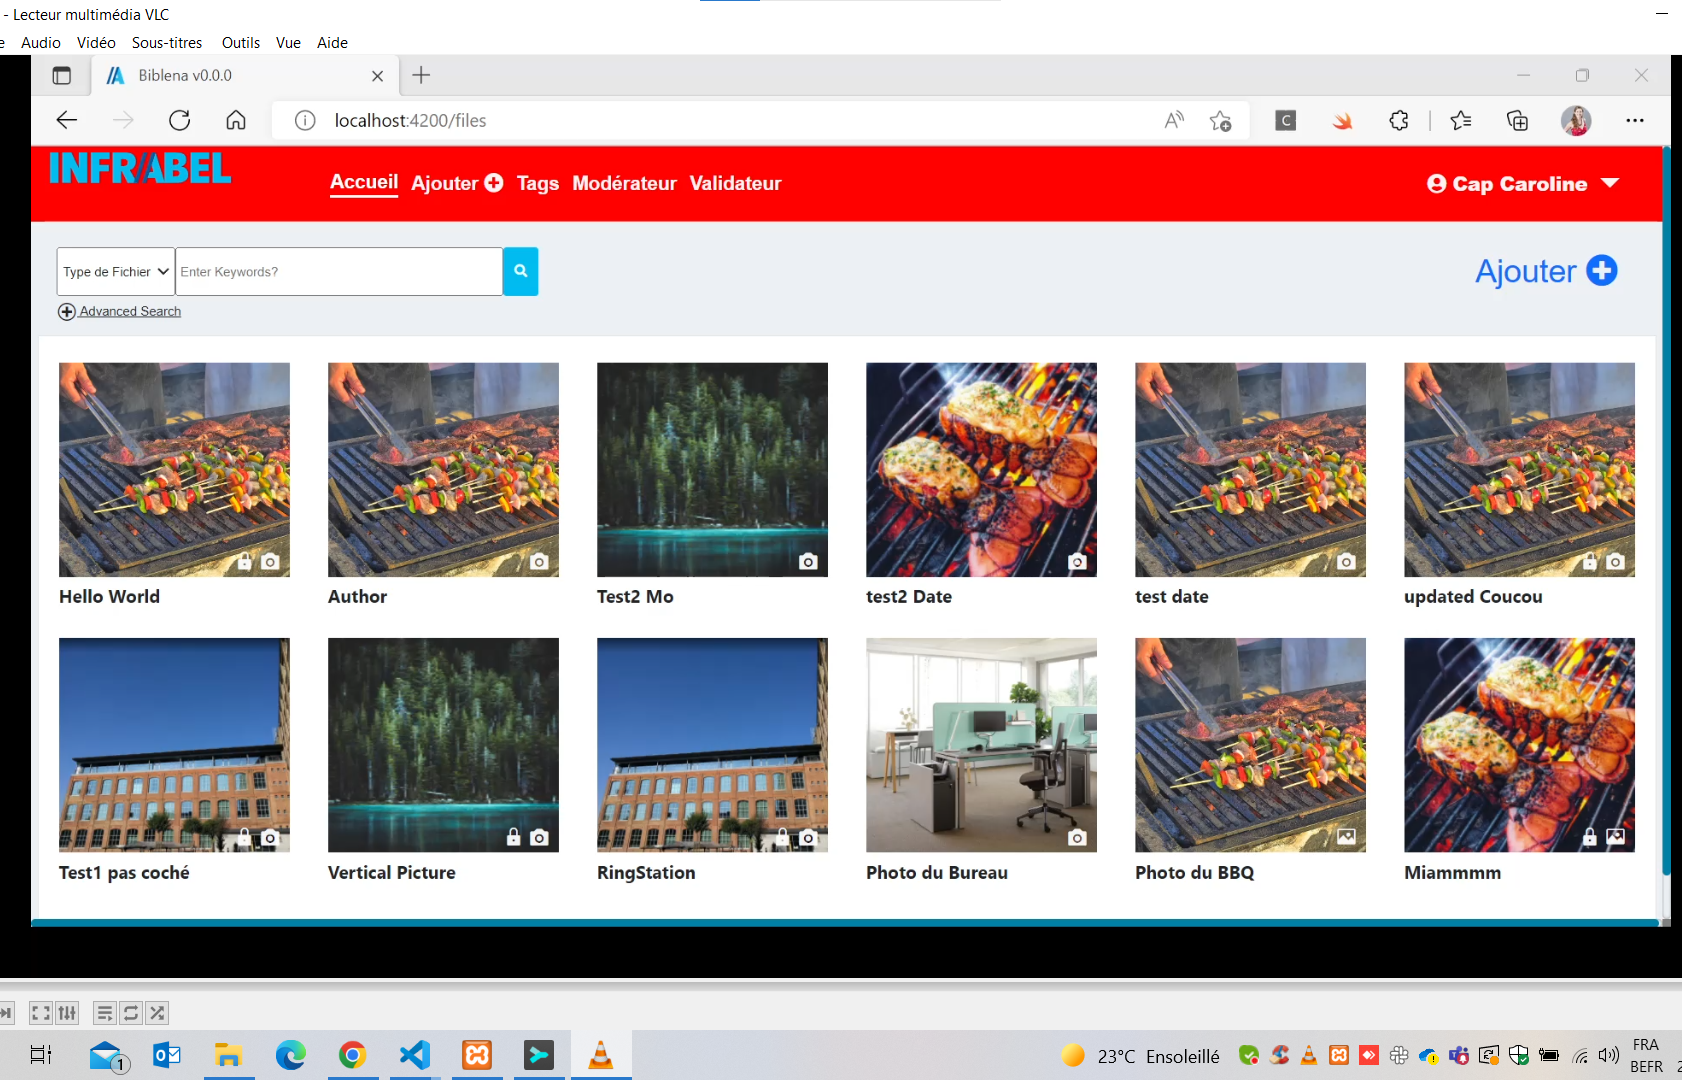 - Lecteur multimédia VLC
e Audio Vidéo Sous-titres Outils Vue Aide
Biblena v0.0.0
localhost:4200/files
C
INFRABEL
Accueil Ajouter Tags Modérateur Validateur
Cap Caroline
Type de Fichier Enter Keywords?
Ajouter
Advanced Search
Hello World Author Test2 Mo test2 Date test date updated Coucou
Test1 pas coché Vertical Picture RingStation Photo du Bureau Photo du BBQ Miammmm
1
23°C Ensoleillé
FRA
BEFR